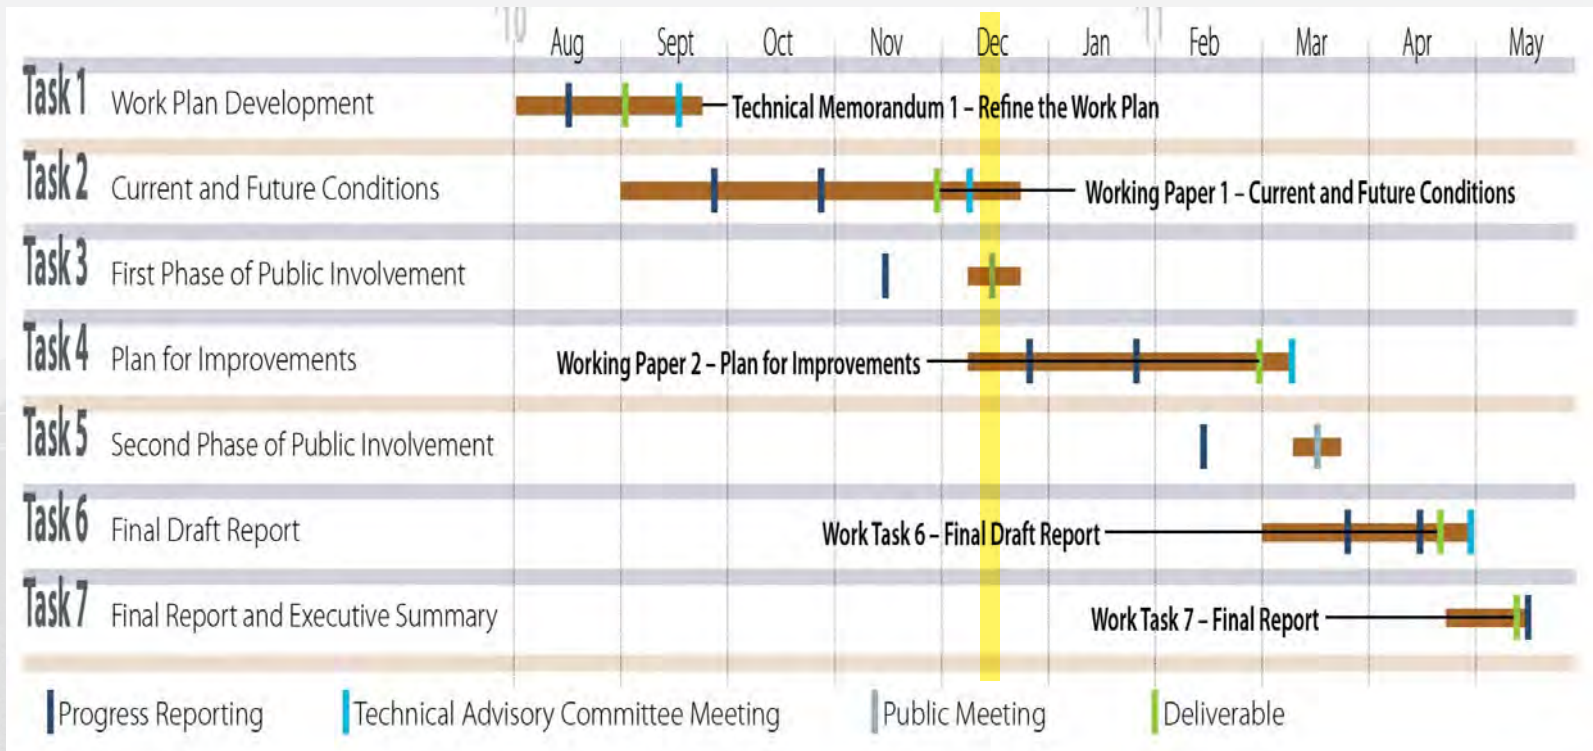 '10 '11
Aug Sept Oct Nov Dec Jan Feb Mar Apr May
Task 1 Work Plan Development Technical Memorandum 1 – Refine the Work Plan
Task 2 Current and Future Conditions Working Paper 1 – Current and Future Conditions
Task 3 First Phase of Public Involvement
Task 4 Plan for Improvements Working Paper 2 – Plan for Improvements
Task 5 Second Phase of Public Involvement
Task 6 Final Draft Report Work Task 6 – Final Draft Report
Task 7 Final Report and Executive Summary Work Task 7 – Final Report
Progress Reporting Technical Advisory Committee Meeting Public Meeting Deliverable